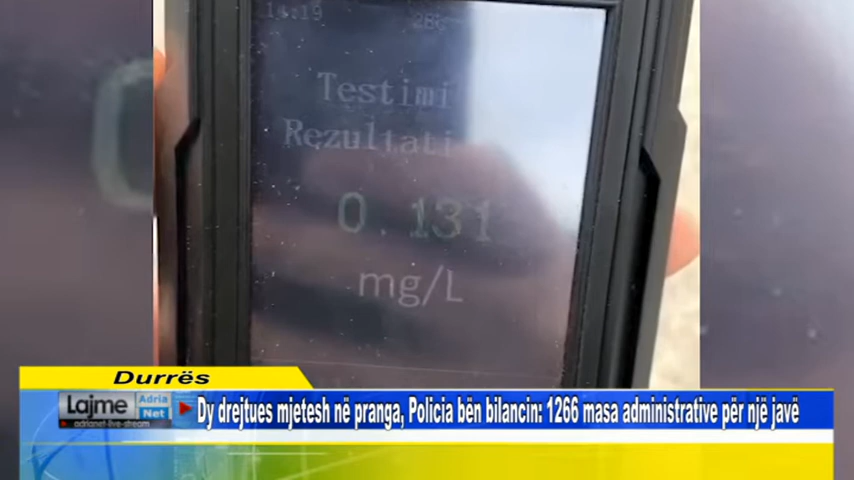 14:19
Testimi
Rezultati
0.131
mg/L
Durrës
Lajme Adria Net
adrianet-live-stream
Dy drejtues mjetesh në pranga, Policia bën bilancin: 1266 masa administrative për një javë